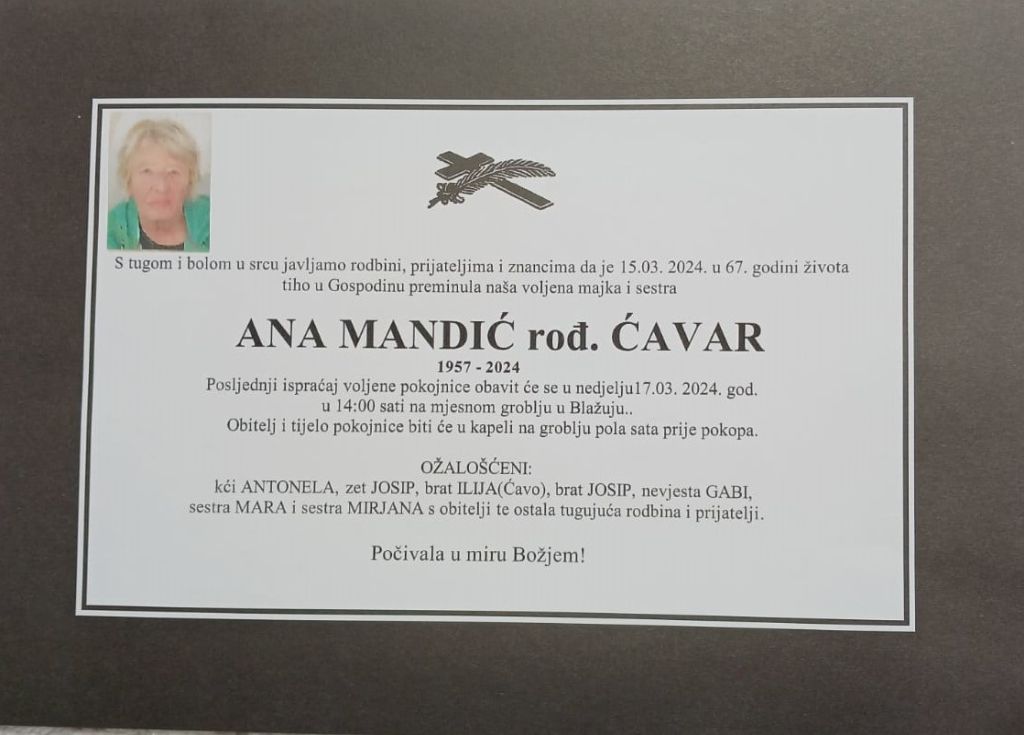 S tugom i bolom u srcu javljamo rodbini, prijateljima i znancima da je 15.03. 2024. u 67. godini života
tiho u Gospodinu preminula naša voljena majka i sestra
ANA MANDIĆ rođ. ĆAVAR
1957 - 2024
Posljednji ispraćaj voljene pokojnice obavit će se u nedjelju17.03. 2024. god.
u 14:00 sati na mjesnom groblju u Blažuju..
Obitelj i tijelo pokojnice biti će u kapeli na groblju pola sata prije pokopa.
OŽALOŠĆENI:
kći ANTONELA, zet JOSIP, brat ILIJA(Ćavo), brat JOSIP, nevjesta GABI,
sestra MARA i sestra MIRJANA s obitelji te ostala tugujuća rodbina i prijatelji.
Počivala u miru Božjem!